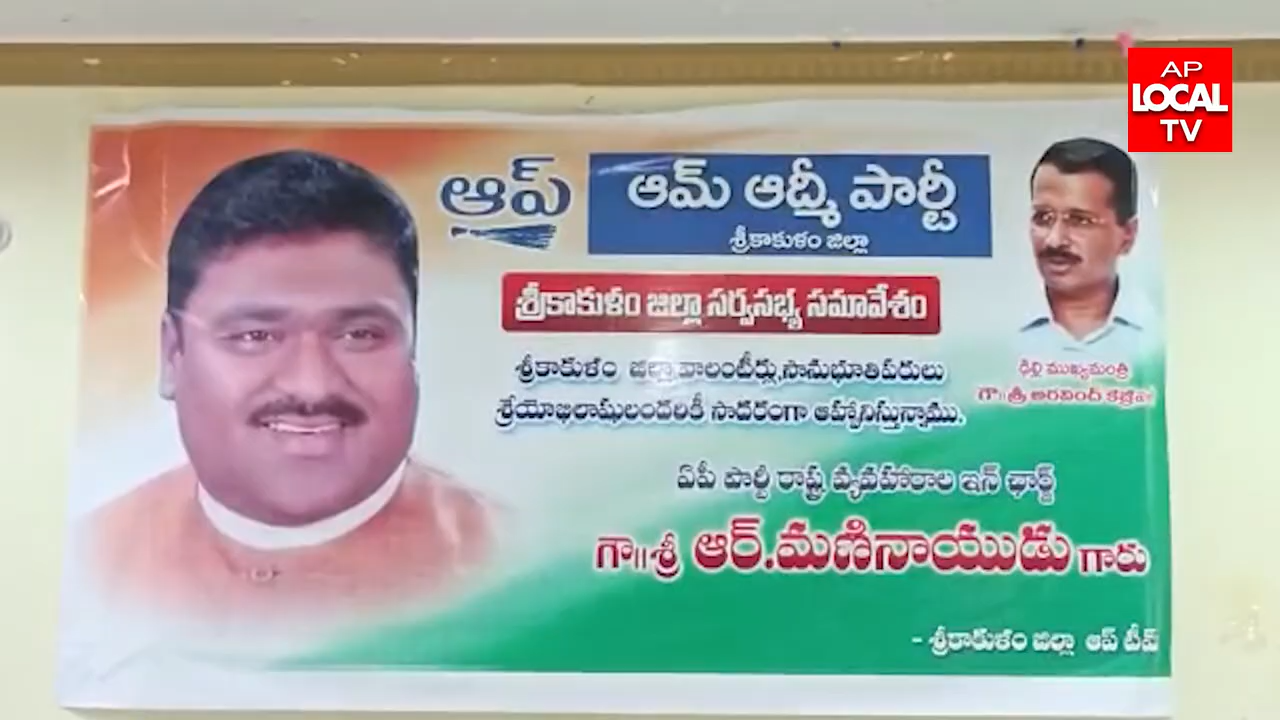 AP
LOCAL
TV
ఆప్
ఆమ్ ఆద్మీ పార్టీ
శ్రీకాకుళం జిల్లా
శ్రీకాకుళం జిల్లా సర్వసభ్య సమావేశం
శ్రీకాకుళం జిల్లా,వాలంటీర్లు,సానుభూతిపరులు
శ్రేయోభిలాషులందరికీ సాదరంగా ఆహ్వానిస్తున్నాము.
ఢిల్లి ముఖ్యమంత్రి
గౌ॥శ్రీ అరవింద్
ఏపీ పార్టీ రాష్ట్ర వ్యవహారాల ఇన్ ఛార్జ్
గౌ॥శ్రీ ఆర్.మణినాయుడు గారు
- శ్రీకాకుళం జిల్లా ఆప్ టీమ్